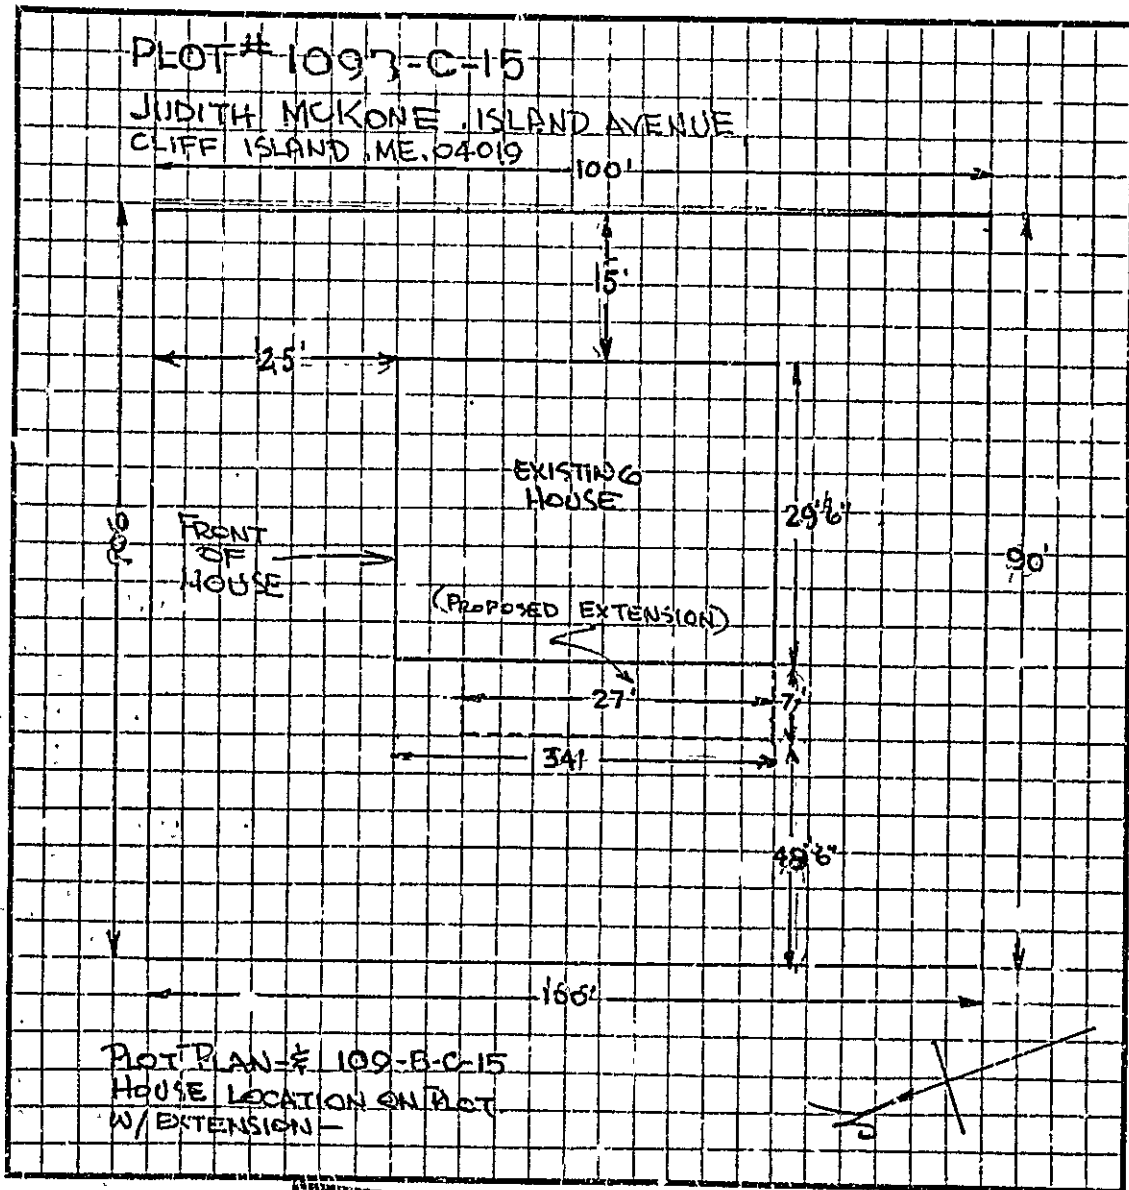 PLOT # 1093-C-15
JUDITH MCKONE . ISLAND AVENUE
CLIFF ISLAND . ME. 04019
100'
15'
25'
EXISTING
HOUSE
29'6"
FRONT
OF
HOUSE
90'
90'
(PROPOSED EXTENSION)
27'
7'
34'
48'6"
100'
PLOT PLAN-# 109-B-C-15
HOUSE LOCATION ON PLOT
W/ EXTENSION-